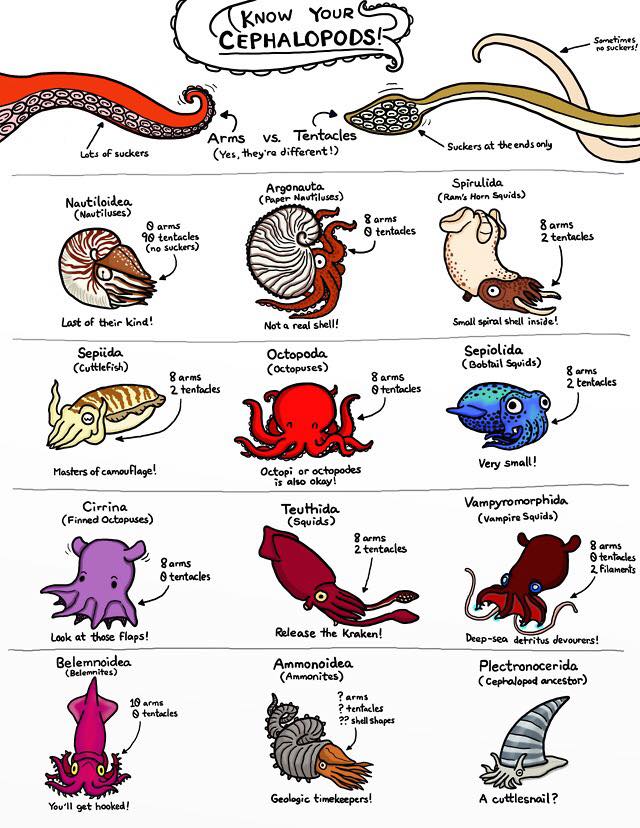 KNOW YOUR
CEPHALOPODS!
Sometimes
no suckers!
Lots of suckers
Arms vs. Tentacles
(Yes, they're different!)
Suckers at the ends only
Nautiloidea
(Nautiluses)
0 arms
90 tentacles
(no suckers)
Last of their kind!
Argonauta
(Paper Nautiluses)
8 arms
0 tentacles
Not a real shell!
Spirulida
(Ram's Horn Squids)
8 arms
2 tentacles
Small spiral shell inside!
Sepiida
(Cuttlefish)
8 arms
2 tentacles
Masters of camouflage!
Octopoda
(Octopuses)
8 arms
0 tentacles
Octopi or octopodes
is also okay!
Sepiolida
(Bobtail Squids)
8 arms
2 tentacles
Very small!
Cirrina
(Finned Octopuses)
8 arms
0 tentacles
Look at those flaps!
Teuthida
(Squids)
8 arms
2 tentacles
Release the Kraken!
Vampyromorphida
(Vampire Squids)
8 arms
0 tentacles
2 filaments
Deep-sea detritus devourers!
Belemnoidea
(Belemnites)
10 arms
0 tentacles
You'll get hooked!
Ammonoidea
(Ammonites)
? arms
? tentacles
?? shell shapes
Geologic timekeepers!
Plectronocerida
(Cephalopod ancestor)
A cuttlesnail?